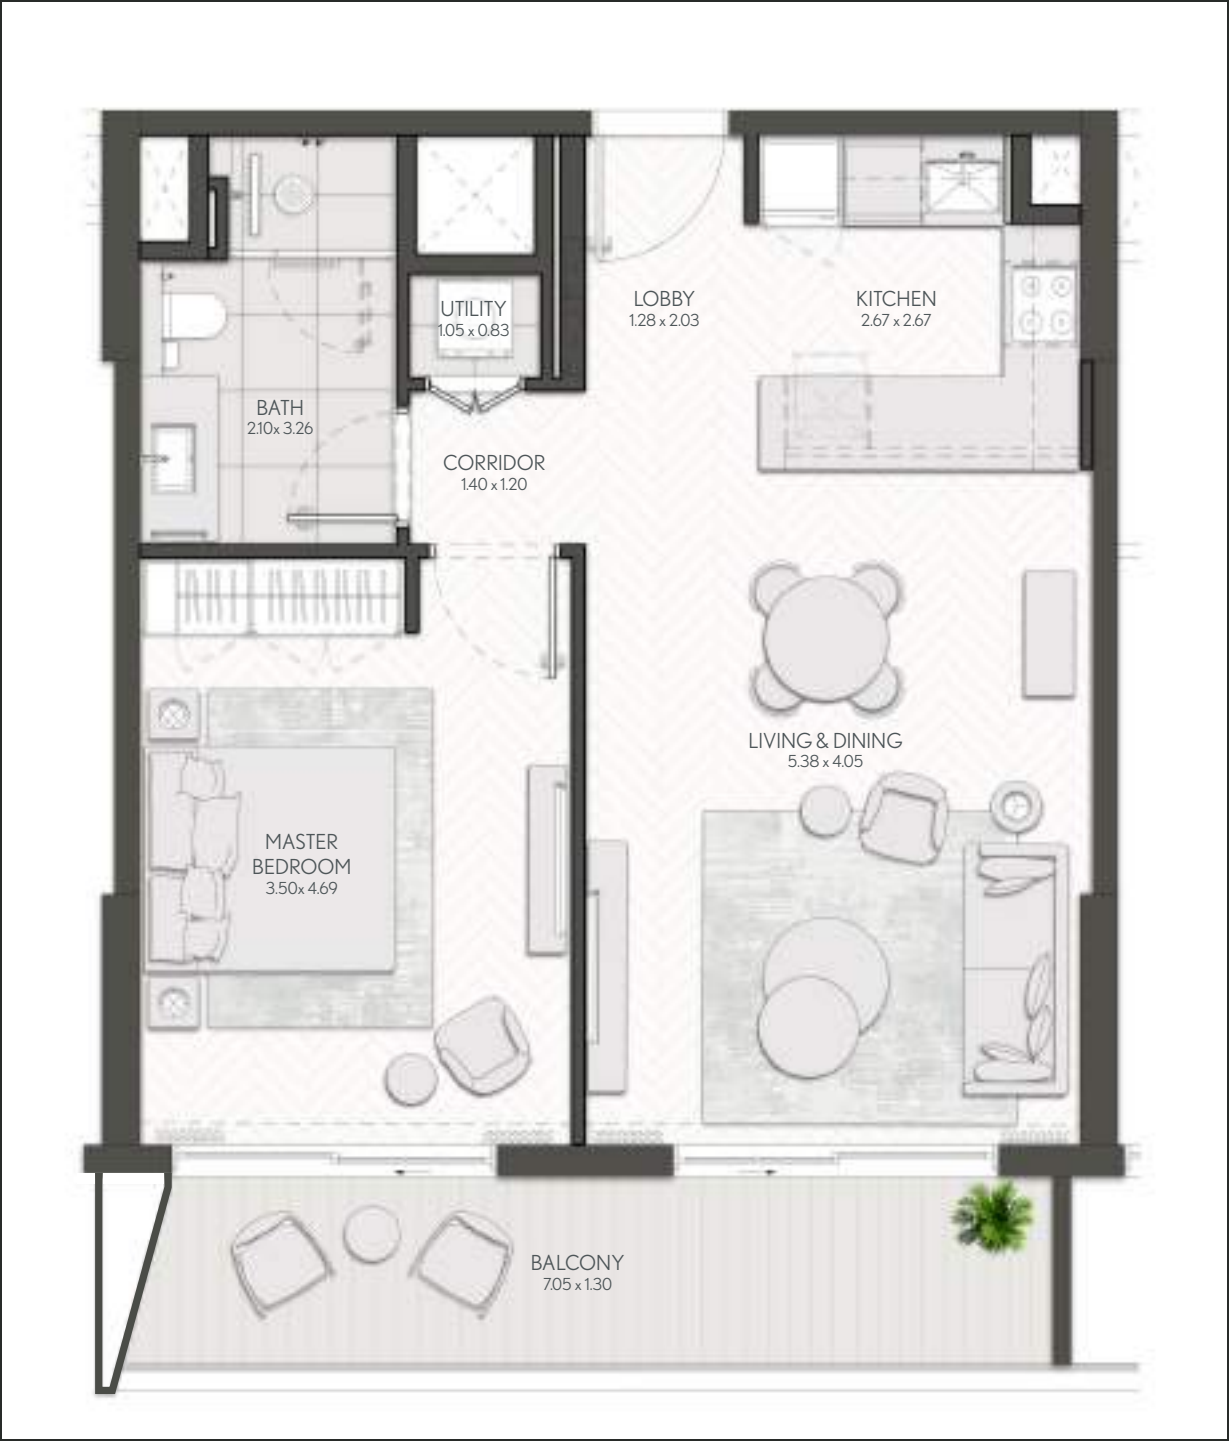 UTILITY
1.05 x 0.83
LOBBY
1.28 x 2.03
KITCHEN
2.67 x 2.67
BATH
2.10x 3.26
CORRIDOR
1.40 x 1.20
LIVING & DINING
5.38 x 4.05
MASTER
BEDROOM
3.50x 4.69
BALCONY
7.05 x 1.30